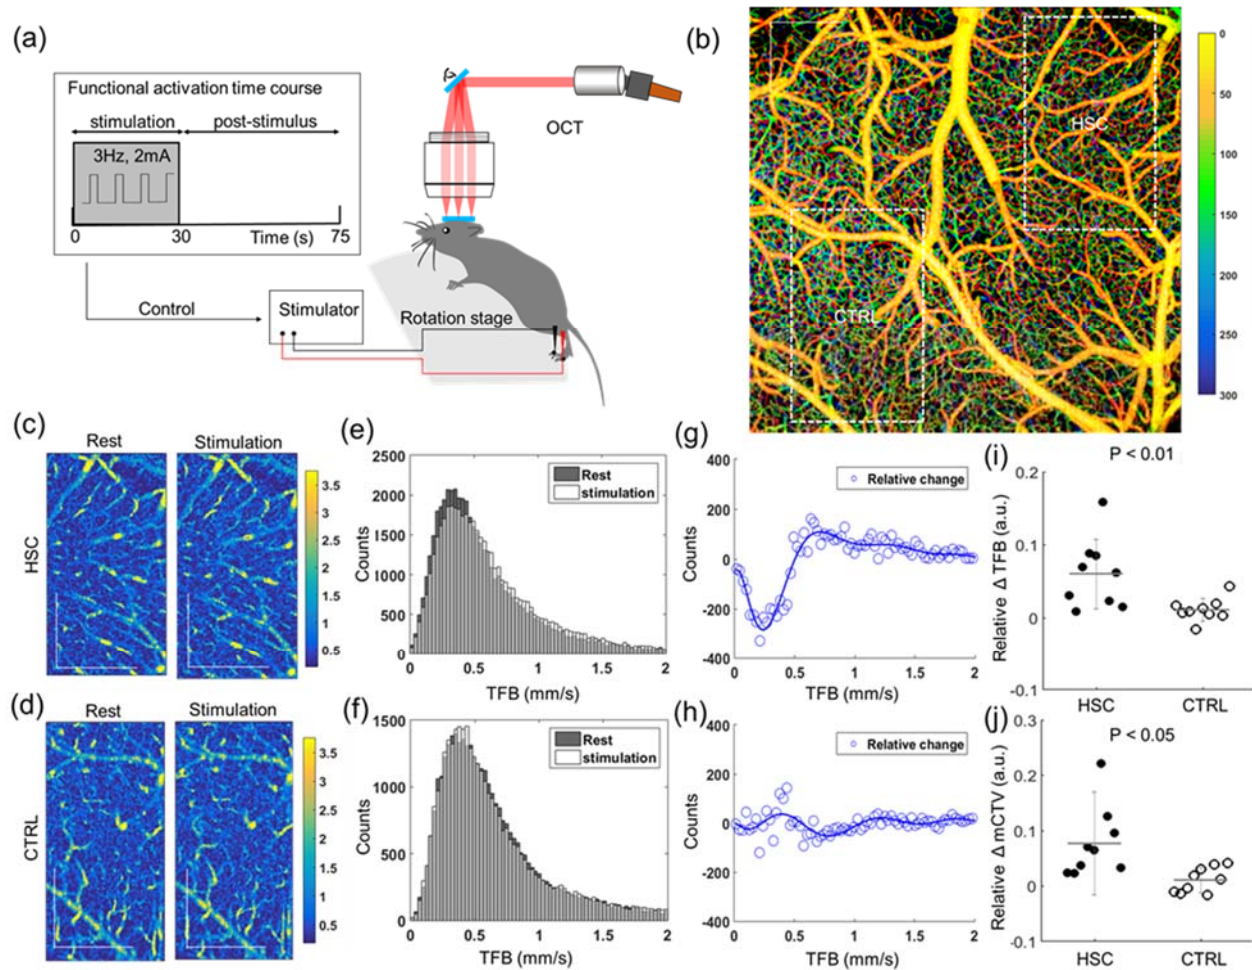 (a)
Functional activation time course
stimulation
post-stimulus
3Hz, 2mA
0
30
Time (s)
75
Control
Stimulator
Rotation stage
OCT
(b)
HSC
CTRL
0
50
100
150
200
250
300
(c)
Rest
Stimulation
HSC
3.5
3
2.5
2
1.5
1
0.5
(d)
Rest
Stimulation
CTRL
3.5
3
2.5
2
1.5
1
0.5
(e)
2500
2000
1500
1000
500
0
Counts
Rest
stimulation
0
0.5
1
1.5
2
TFB (mm/s)
(f)
1500
1000
500
0
Counts
Rest
stimulation
0
0.5
1
1.5
2
TFB (mm/s)
(g)
400
200
0
-200
-400
Counts
Relative change
0
0.5
1
1.5
2
TFB (mm/s)
(h)
400
200
0
-200
-400
Counts
Relative change
0
0.5
1
1.5
2
TFB (mm/s)
(i)
P < 0.01
0.2
0.1
0
-0.1
Relative Δ TFB (a.u.)
HSC
CTRL
(j)
P < 0.05
0.3
0.2
0.1
0
-0.1
Relative Δ mCTV (a.u.)
HSC
CTRL